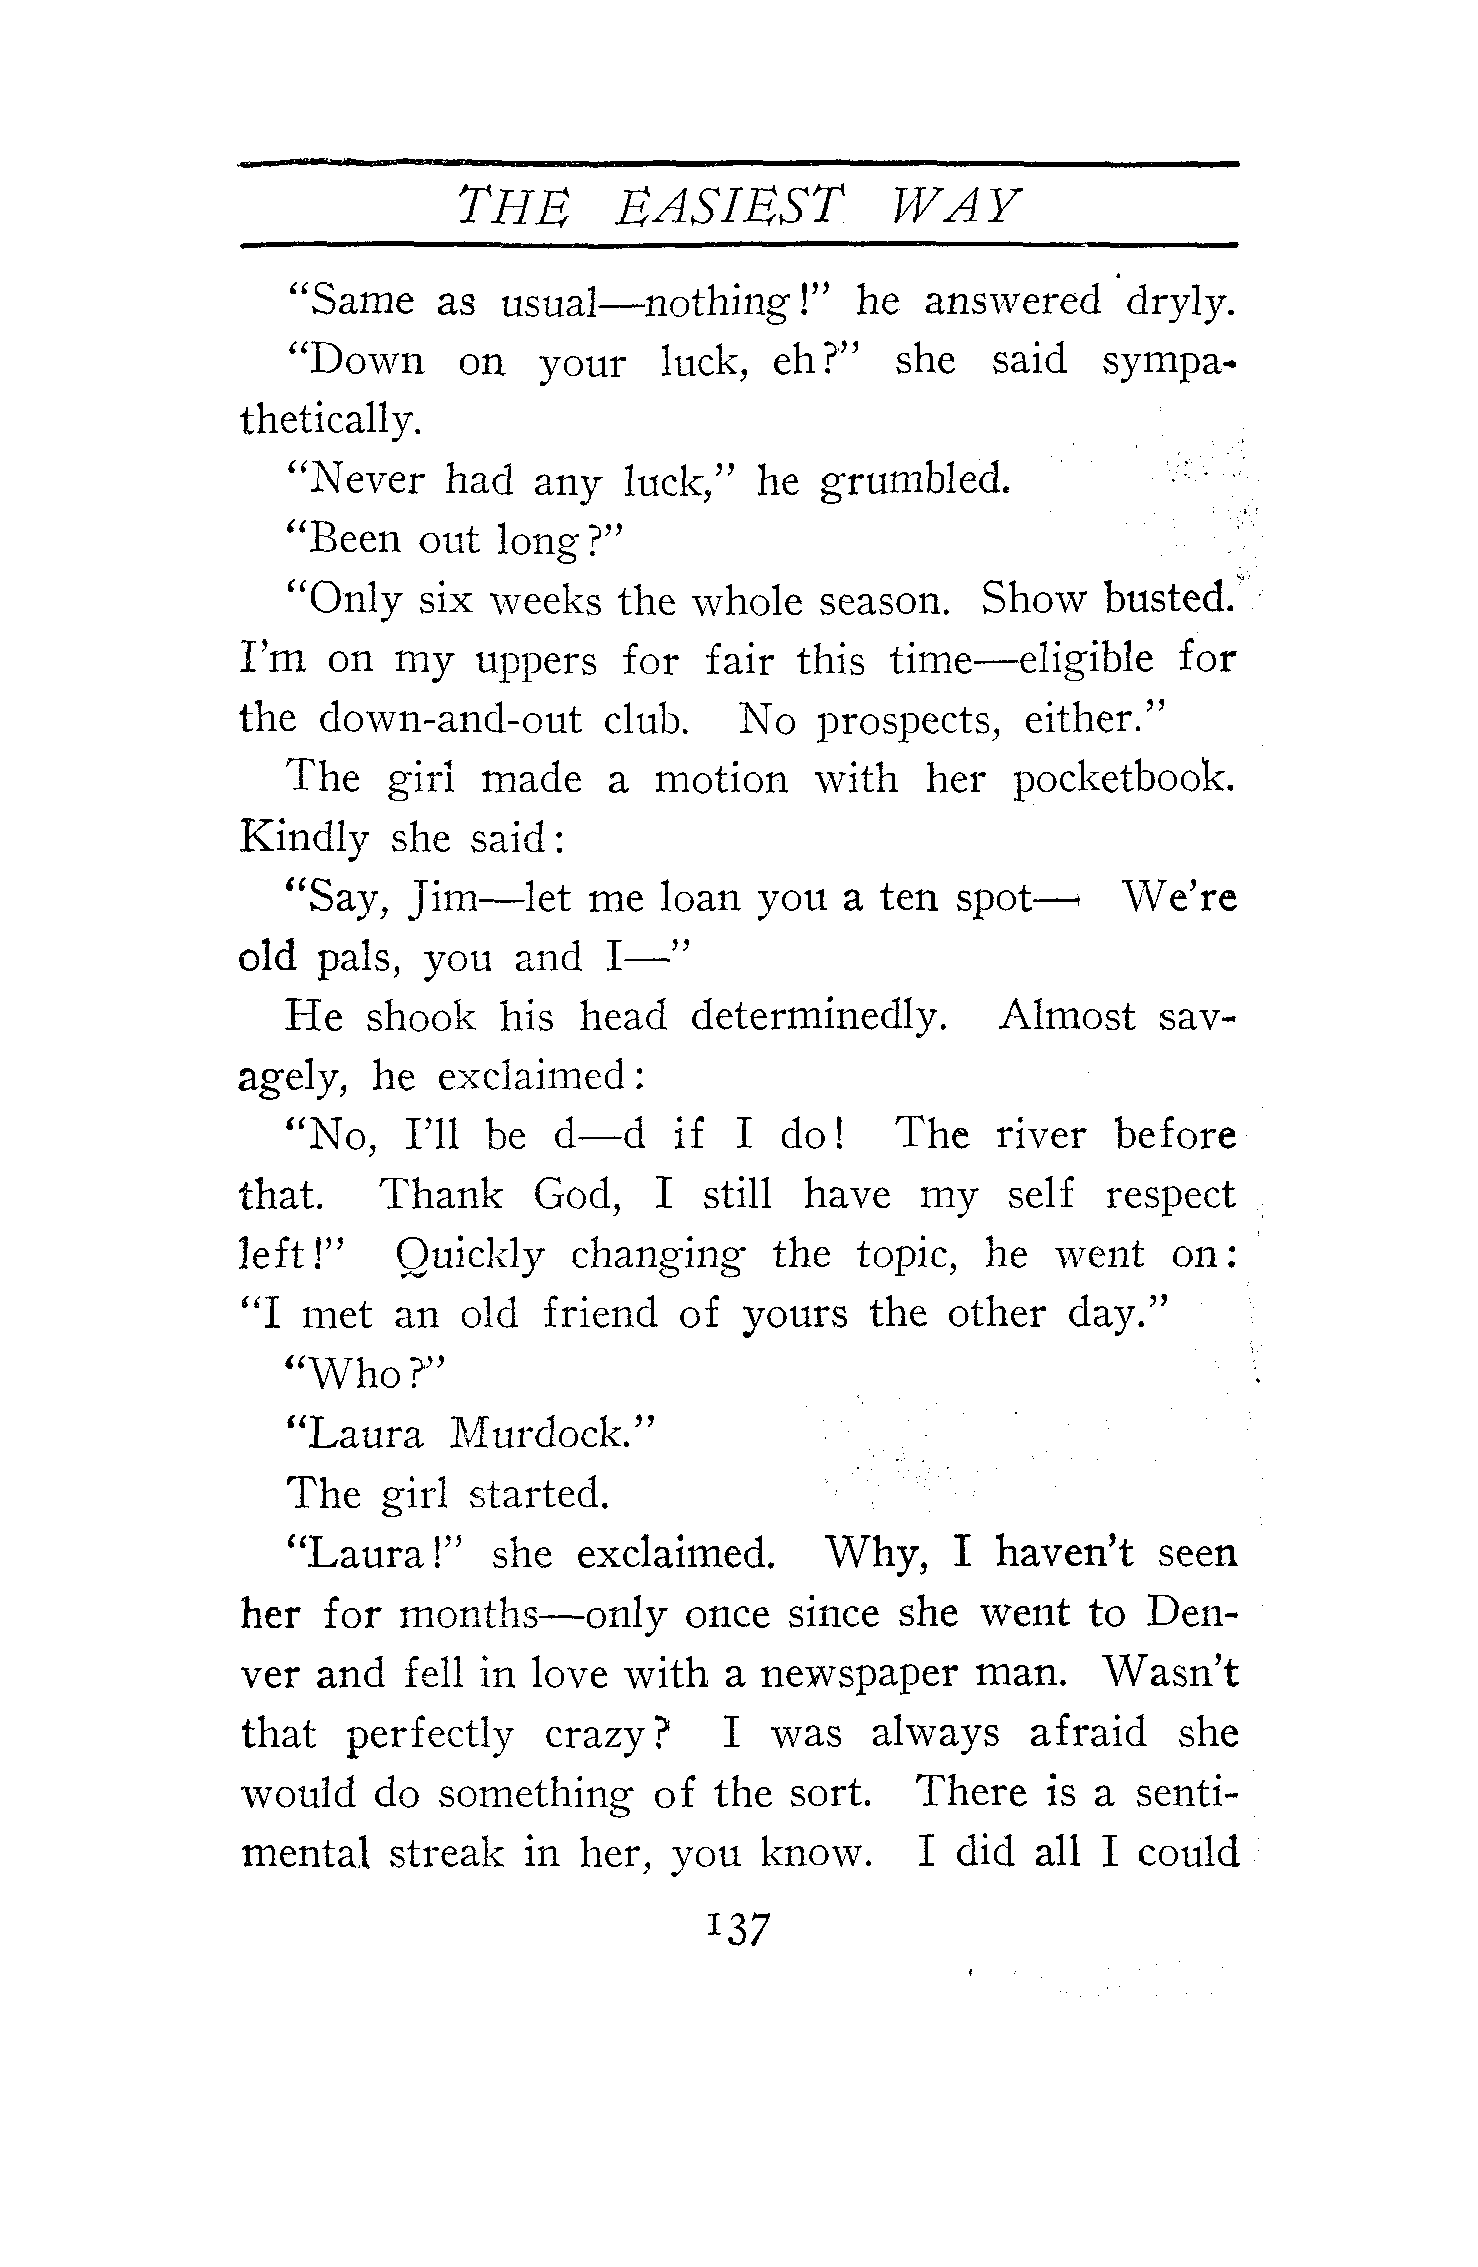 THE EASIEST WAY
“Same as usual—nothing!” he answered dryly.
“Down on your luck, eh?” she said sympa-
thetically.
“Never had any luck,” he grumbled.
“Been out long?”
“Only six weeks the whole season. Show busted.
I’m on my uppers for fair this time—eligible for
the down-and-out club. No prospects, either.”
The girl made a motion with her pocketbook.
Kindly she said:
“Say, Jim—let me loan you a ten spot— We’re
old pals, you and I—”
He shook his head determinedly. Almost sav-
agely, he exclaimed:
“No, I’ll be d—d if I do! The river before
that. Thank God, I still have my self respect
left!” Quickly changing the topic, he went on:
“I met an old friend of yours the other day.”
“Who?”
“Laura Murdock.”
The girl started.
“Laura!” she exclaimed. Why, I haven’t seen
her for months—only once since she went to Den-
ver and fell in love with a newspaper man. Wasn’t
that perfectly crazy? I was always afraid she
would do something of the sort. There is a senti-
mental streak in her, you know. I did all I could
137